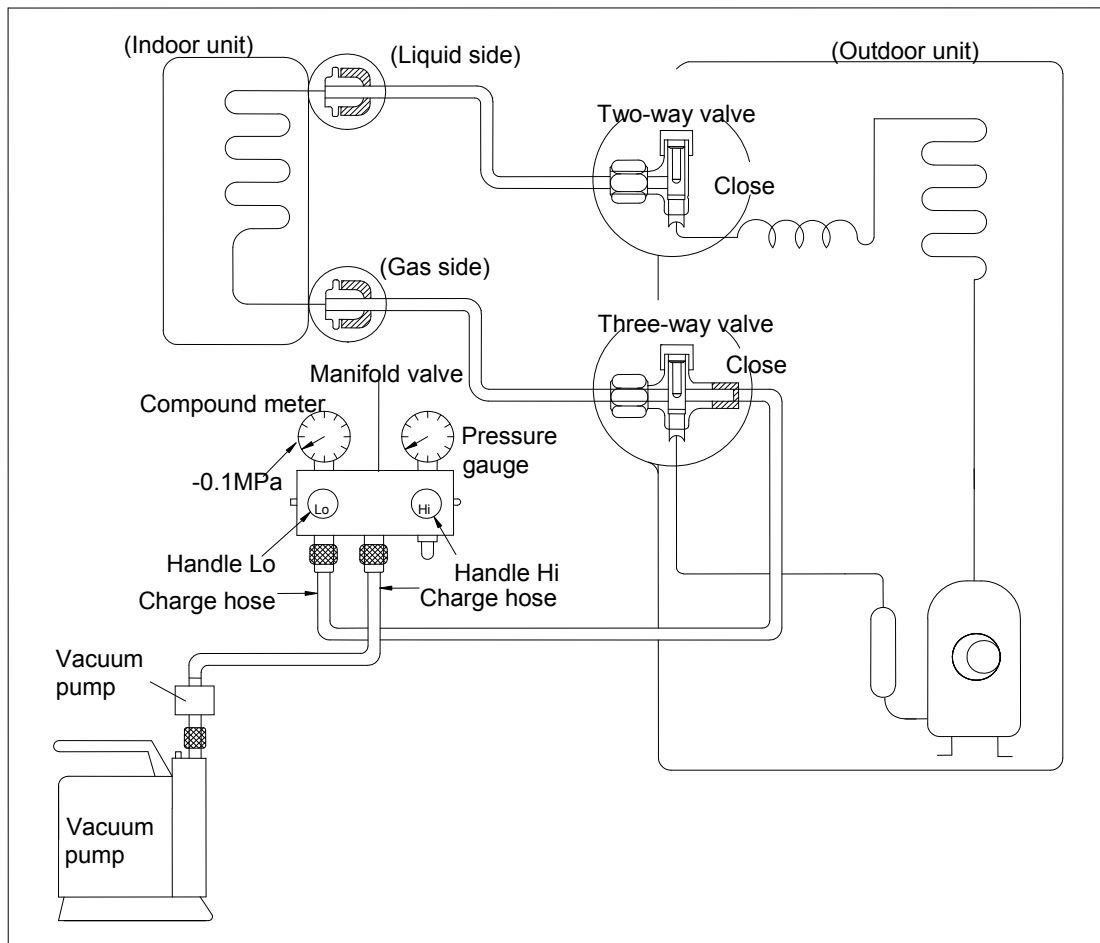 (Indoor unit)
(Liquid side)
(Outdoor unit)
Two-way valve
Close
(Gas side)
Three-way valve
Close
Manifold valve
Compound meter
Pressure
gauge
-0.1MPa
Lo
Hi
Handle Lo
Handle Hi
Charge hose
Charge hose
Vacuum
pump
Vacuum
pump